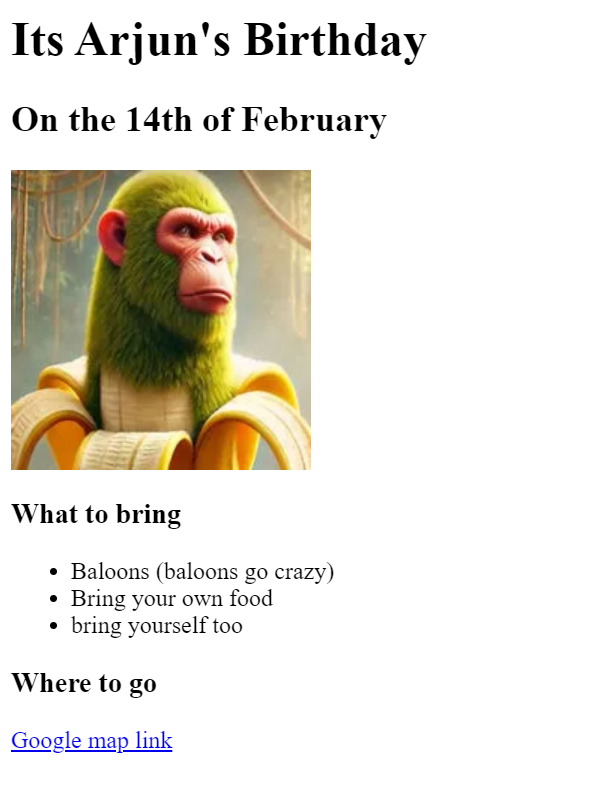 Its Arjun's Birthday
On the 14th of February
What to bring
Baloons (baloons go crazy)
Bring your own food
bring yourself too
Where to go
Google map link